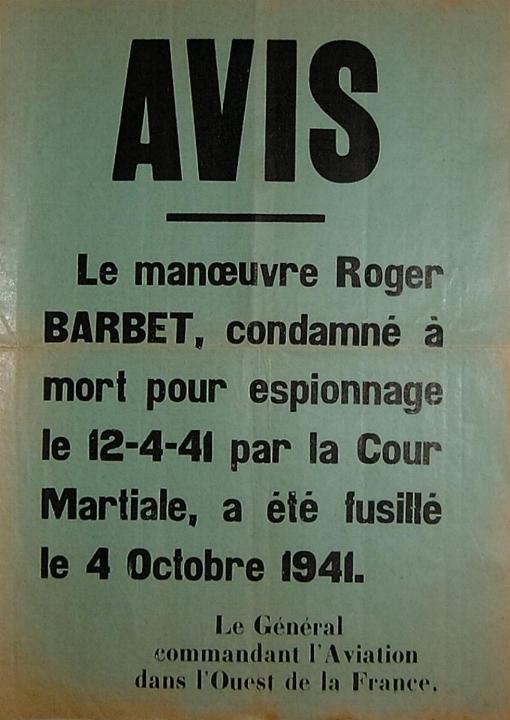 AVIS
Le manœuvre Roger
BARBET, condamné à
mort pour espionnage
le 12-4-41 par la Cour
Martiale, a été fusillé
le 4 Octobre 1941.
Le Général
commandant l'Aviation
dans l'Ouest de la France.